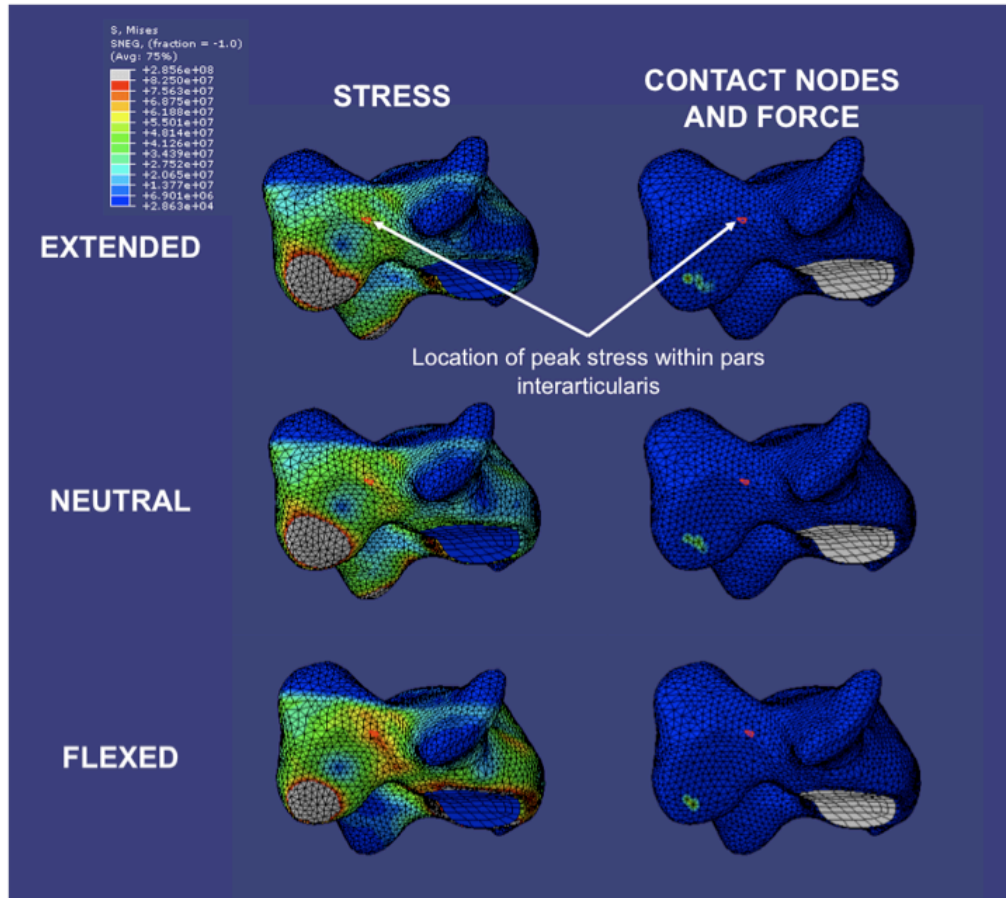 S, Mises
SNEG, (fraction = -1.0)
(Avg: 75%)
+2.856e+08
+8.250e+07
+7.563e+07
+6.875e+07
+6.188e+07
+5.501e+07
+4.814e+07
+4.126e+07
+3.439e+07
+2.752e+07
+2.065e+07
+1.377e+07
+6.901e+06
+2.863e+04
STRESS
CONTACT NODES
AND FORCE
EXTENDED
Location of peak stress within pars
interarticularis
NEUTRAL
FLEXED